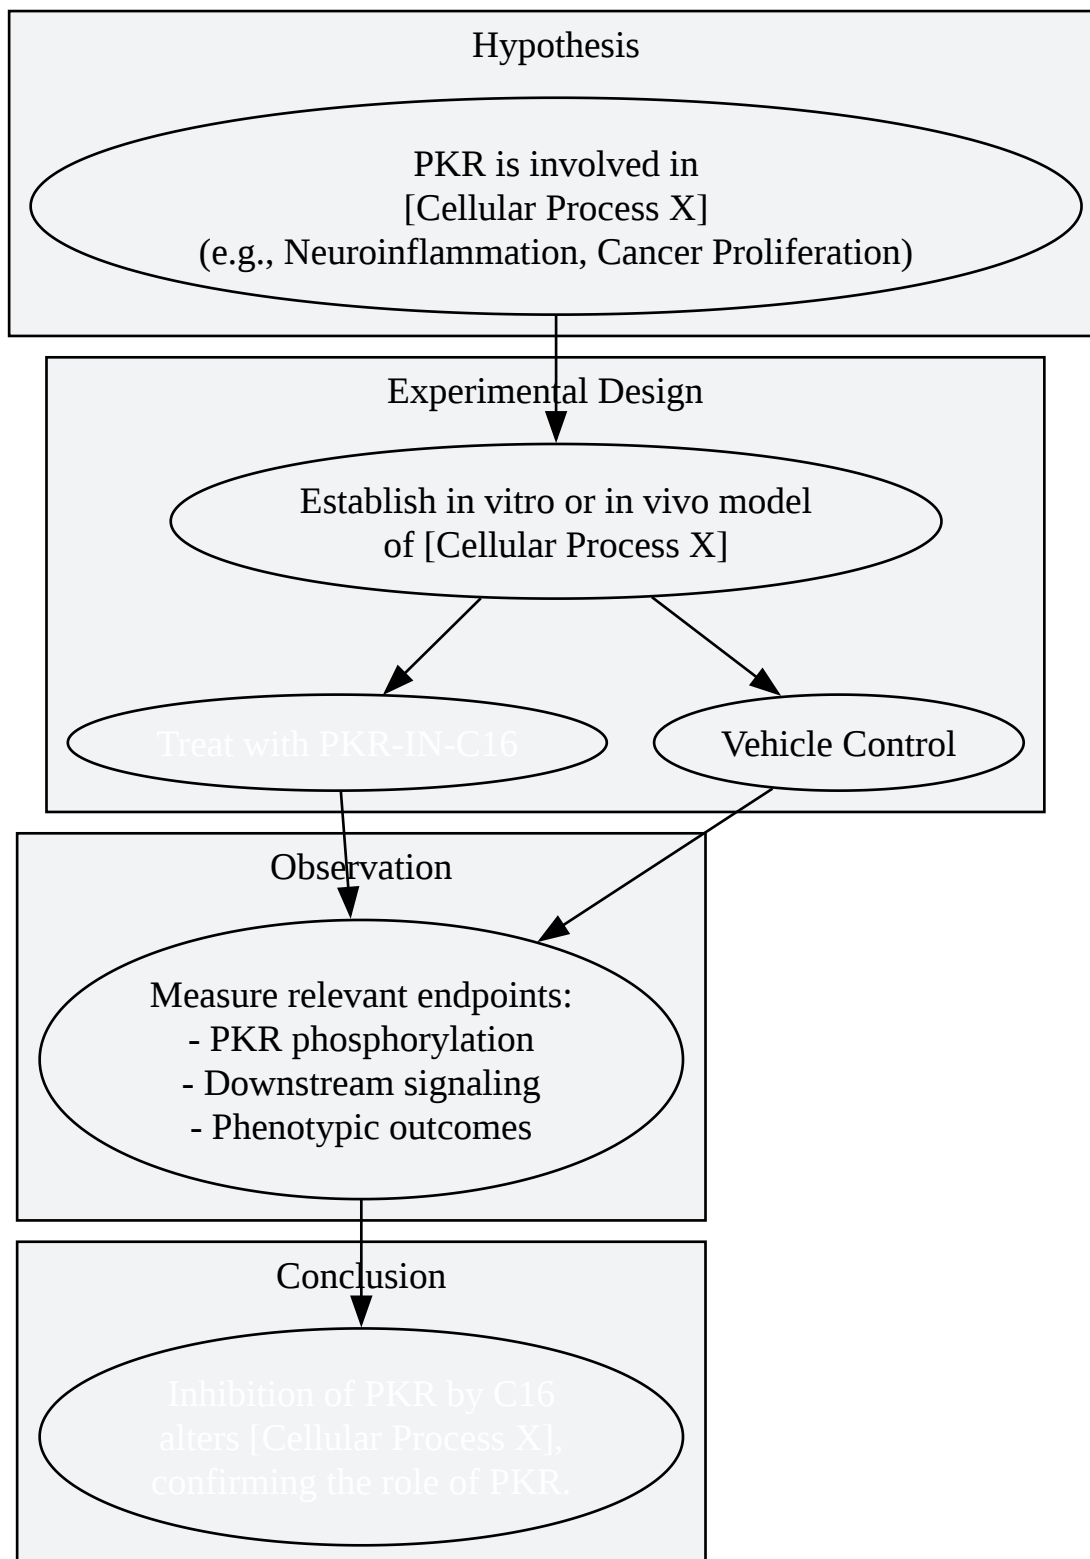 Hypothesis
PKR is involved in
[Cellular Process X]
(e.g., Neuroinflammation, Cancer Proliferation)
Experimental Design
Establish in vitro or in vivo model
of [Cellular Process X]
Treat with PKR-IN-C16
Vehicle Control
Observation
Measure relevant endpoints:
- PKR phosphorylation
- Downstream signaling
- Phenotypic outcomes
Conclusion
Inhibition of PKR by C16
alters [Cellular Process X],
confirming the role of PKR.